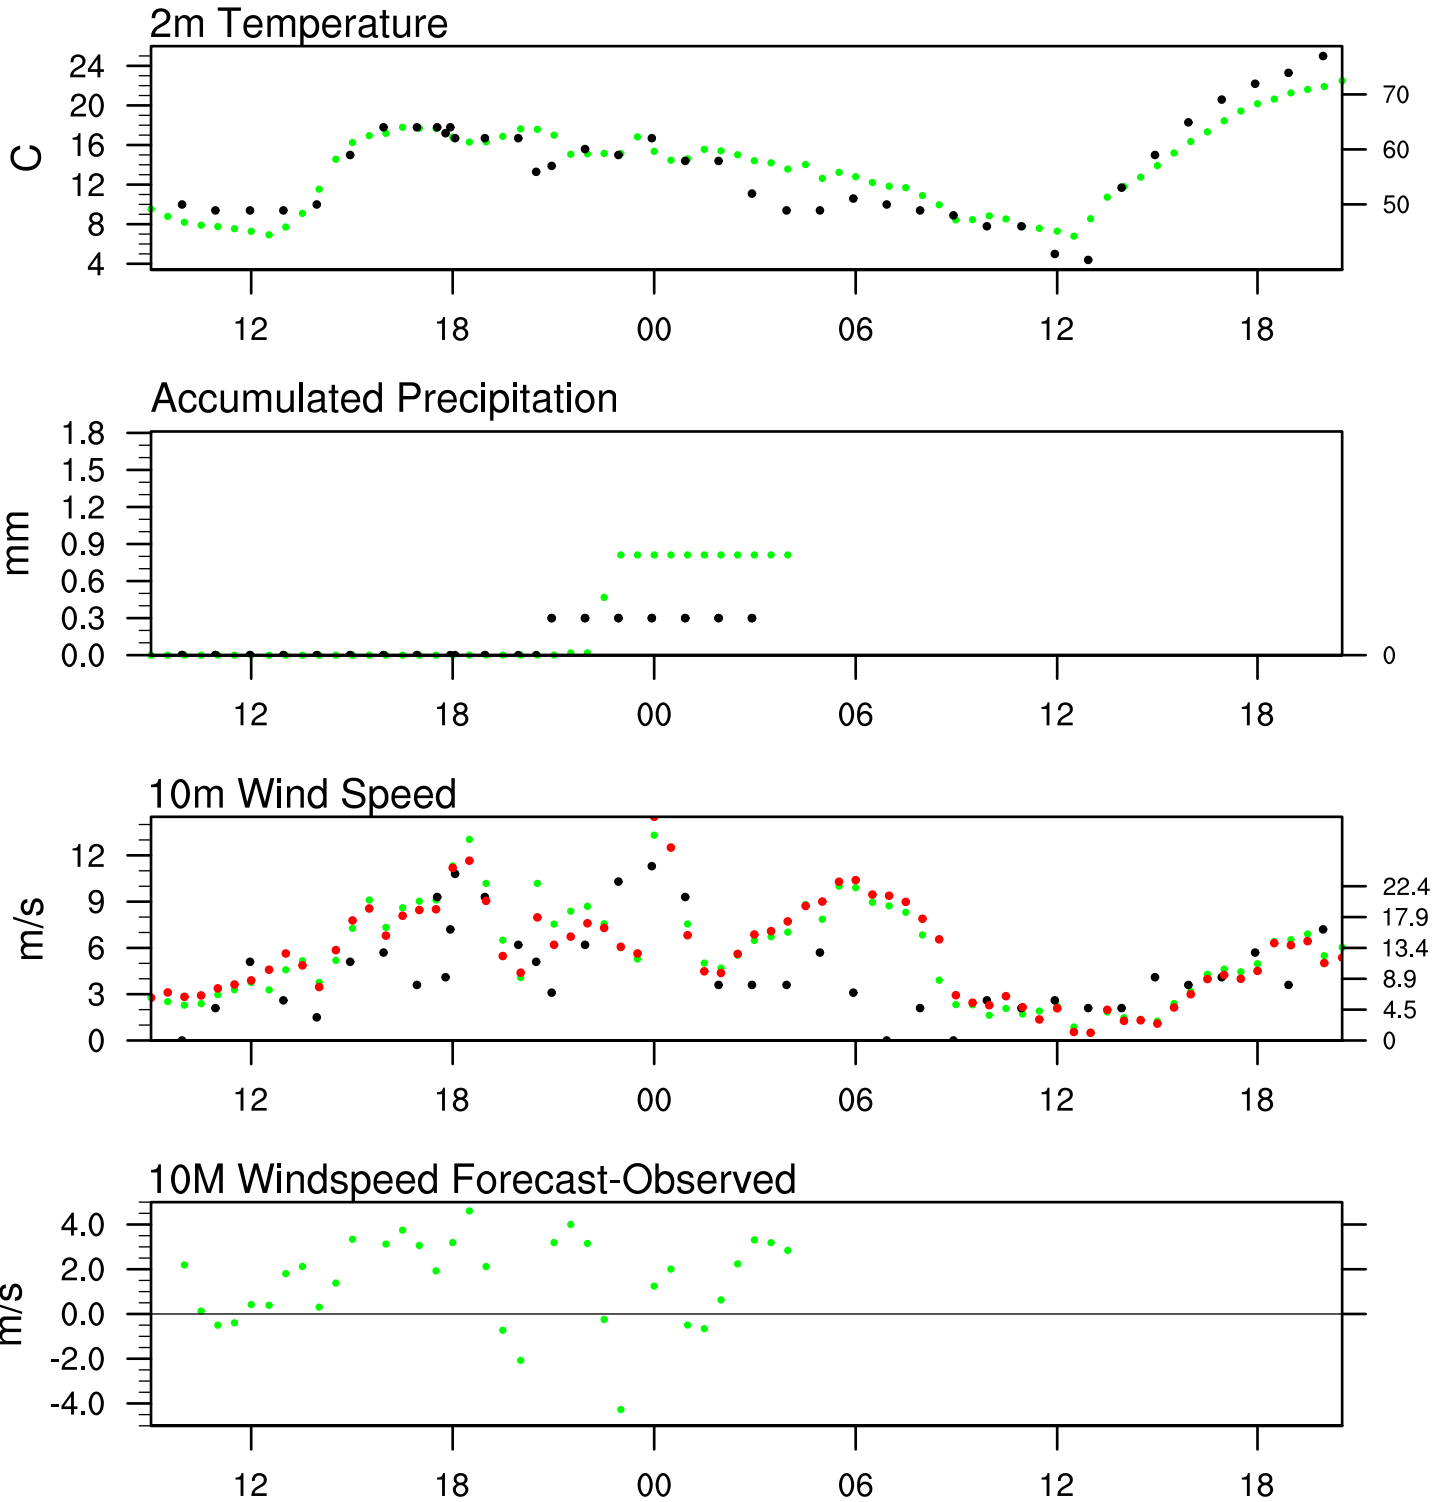 2m Temperature
C
24
20
16
12
8
4
70
60
50
12 18 00 06 12 18
Accumulated Precipitation
mm
1.8
1.5
1.2
0.9
0.6
0.3
0.0
0
12 18 00 06 12 18
10m Wind Speed
m/s
12
9
6
3
0
22.4
17.9
13.4
8.9
4.5
0
12 18 00 06 12 18
10M Windspeed Forecast-Observed
m/s
4.0
2.0
0.0
-2.0
-4.0
12 18 00 06 12 18